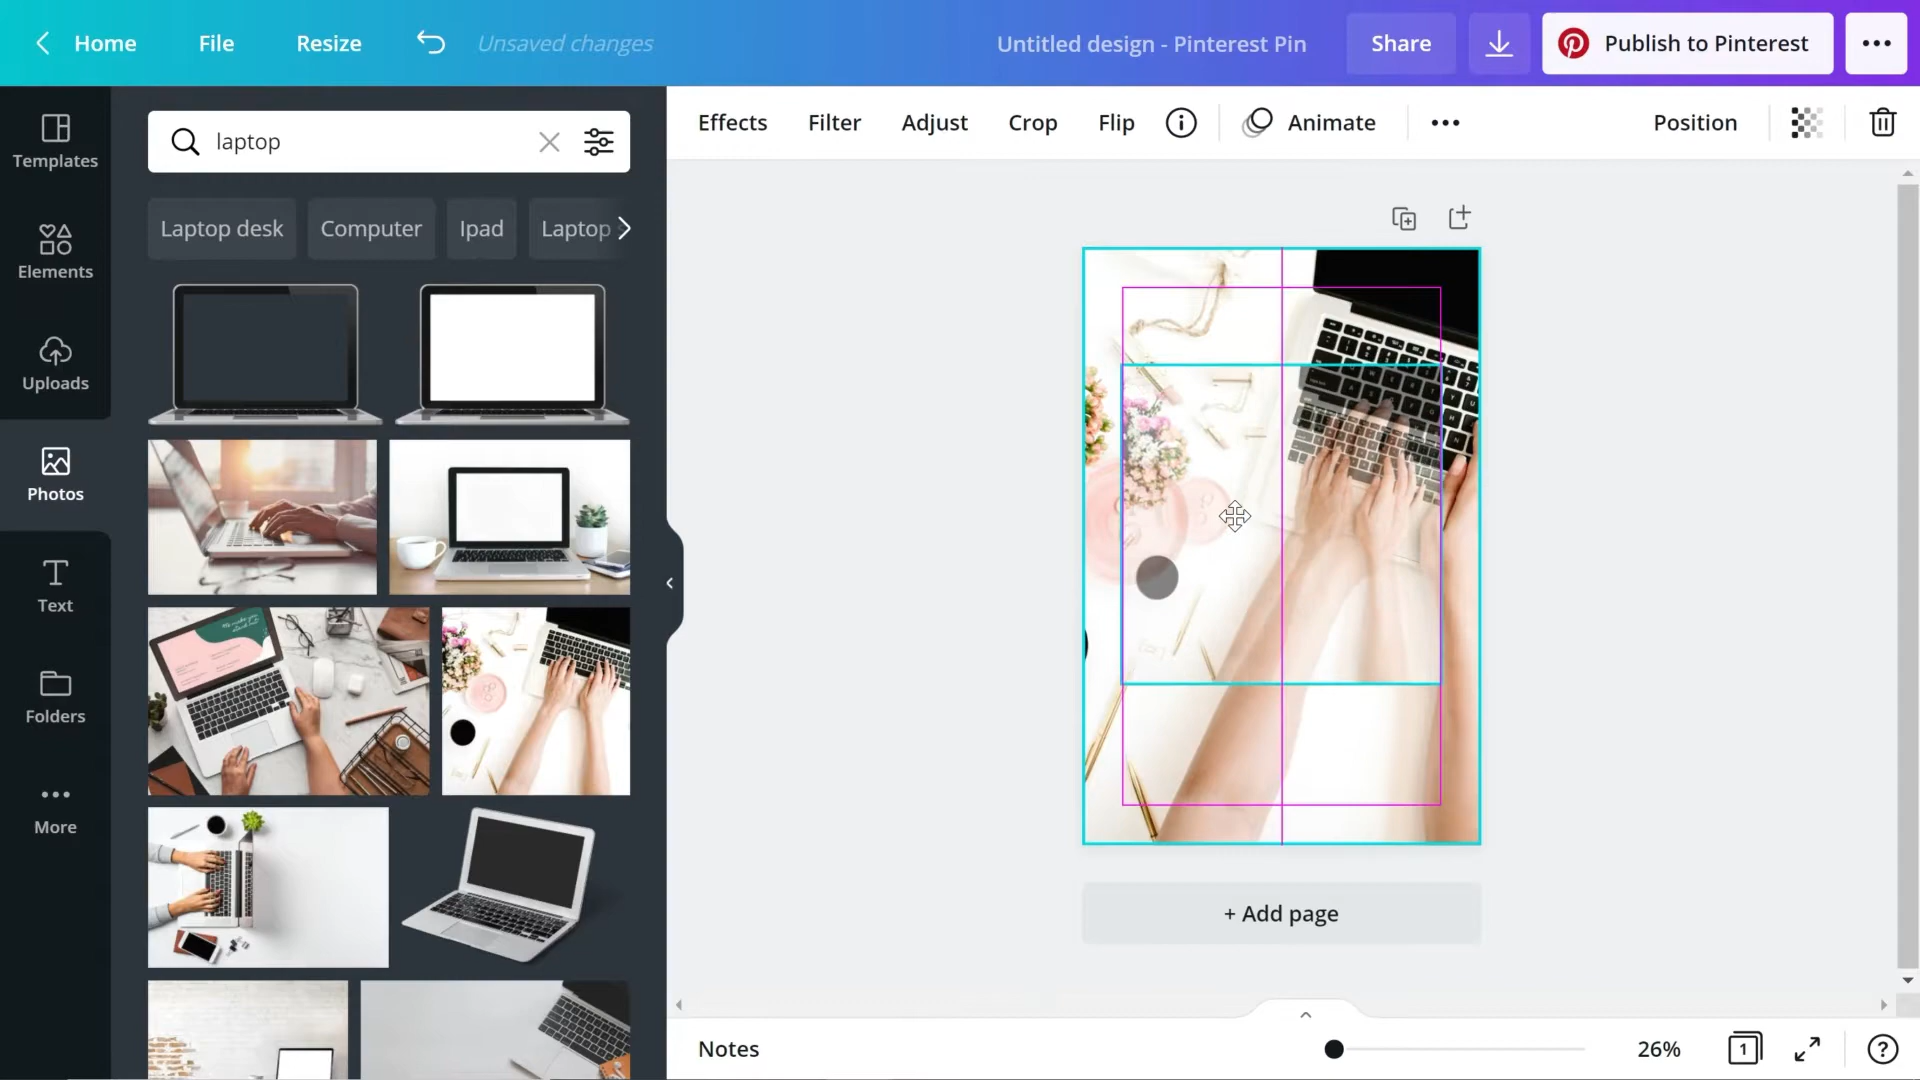 Home
File
Resize
Unsaved changes
Untitled design - Pinterest Pin
Share
Publish to Pinterest
Templates
Elements
Uploads
Photos
Text
Folders
More
laptop
Laptop desk
Computer
Ipad
Laptop
Effects
Filter
Adjust
Crop
Flip
Animate
Position
+ Add page
Notes
26%
1